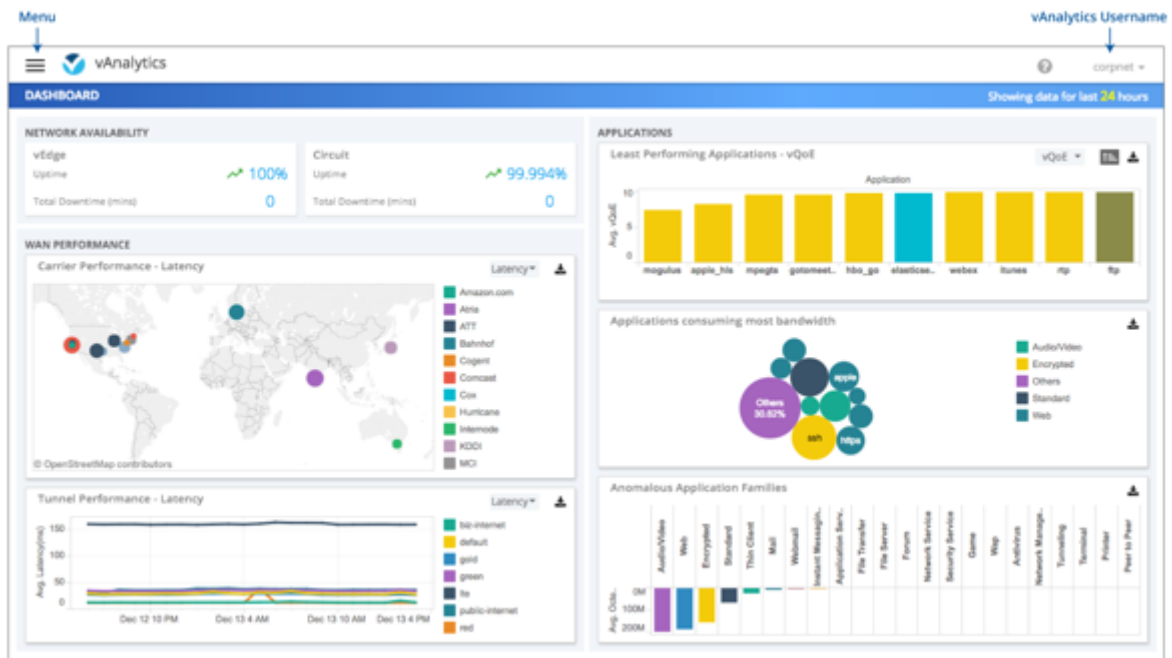 Menu
vAnalytics Username
vAnalytics
corpnet
DASHBOARD
Showing data for last 24 hours
NETWORK AVAILABILITY
vEdge
Uptime
100%
Total Downtime (mins)
0
Circuit
Uptime
99.994%
Total Downtime (mins)
0
WAN PERFORMANCE
Carrier Performance - Latency
Latency
Amazon.com
Atria
ATT
Bahnhof
Cogent
Comcast
Cox
Hurricane
Internode
KDDI
MCI
© OpenStreetMap contributors
Tunnel Performance - Latency
Latency
Avg. Latency(ms)
150
100
50
0
Dec 12 10 PM
Dec 13 4 AM
Dec 13 10 AM
Dec 13 4 PM
biz-internet
default
gold
green
lte
public-internet
red
APPLICATIONS
Least Performing Applications - vQoE
vQoE
Application
Avg. vQoE
10
5
0
mogulus
apple_hls
mpegts
gotomeet..
hbo_go
elasticse..
webex
itunes
rtp
ftp
Applications consuming most bandwidth
Others
30.82%
apple
ssh
https
Audio/Video
Encrypted
Others
Standard
Web
Anomalous Application Families
Audio/Video
Web
Encrypted
Standard
Thin Client
Mail
Webmail
Instant Messagin..
Application Serv..
File Transfer
File Server
Forum
Network Service
Security Service
Game
Wap
Antivirus
Network Manage..
Tunneling
Terminal
Printer
Peer to Peer
Avg. Octe..
0M
100M
200M